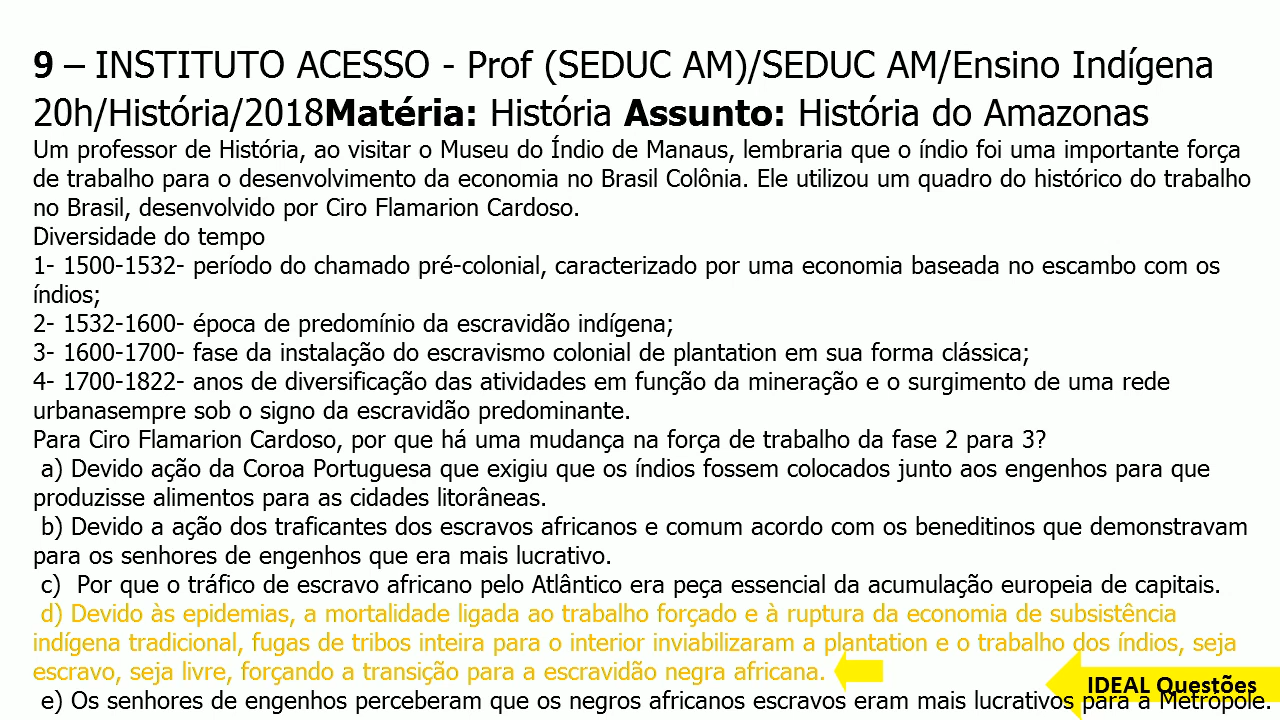 9 – INSTITUTO ACESSO - Prof (SEDUC AM)/SEDUC AM/Ensino Indígena
20h/História/2018Matéria: História Assunto: História do Amazonas
Um professor de História, ao visitar o Museu do Índio de Manaus, lembraria que o índio foi uma importante força
de trabalho para o desenvolvimento da economia no Brasil Colônia. Ele utilizou um quadro do histórico do trabalho
no Brasil, desenvolvido por Ciro Flamarion Cardoso.
Diversidade do tempo
1- 1500-1532- período do chamado pré-colonial, caracterizado por uma economia baseada no escambo com os
índios;
2- 1532-1600- época de predomínio da escravidão indígena;
3- 1600-1700- fase da instalação do escravismo colonial de plantation em sua forma clássica;
4- 1700-1822- anos de diversificação das atividades em função da mineração e o surgimento de uma rede
urbanasempre sob o signo da escravidão predominante.
Para Ciro Flamarion Cardoso, por que há uma mudança na força de trabalho da fase 2 para 3?
a) Devido ação da Coroa Portuguesa que exigiu que os índios fossem colocados junto aos engenhos para que
produzisse alimentos para as cidades litorâneas.
b) Devido a ação dos traficantes dos escravos africanos e comum acordo com os beneditinos que demonstravam
para os senhores de engenhos que era mais lucrativo.
c) Por que o tráfico de escravo africano pelo Atlântico era peça essencial da acumulação europeia de capitais.
d) Devido às epidemias, a mortalidade ligada ao trabalho forçado e à ruptura da economia de subsistência
indígena tradicional, fugas de tribos inteira para o interior inviabilizaram a plantation e o trabalho dos índios, seja
escravo, seja livre, forçando a transição para a escravidão negra africana.
IDEAL Questões
e) Os senhores de engenhos perceberam que os negros africanos escravos eram mais lucrativos para a Metrópole.